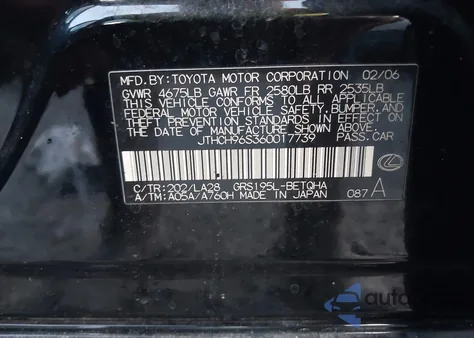 MFD.BY:TOYOTA MOTOR CORPORATION 02/06
GVWR 4675LB GAWR FR 2580LB RR 2535LB
THIS VEHICLE CONFORMS TO ALL APPLICABLE
FEDERAL MOTOR VEHICLE SAFETY, BUMPER, AND
THEFT PREVENTION STANDARDS IN EFFECT ON
THE DATE OF MANUFACTURE SHOWN ABOVE.
JTHCH96S3600T7739 PASS.CAR
C/TR:202/LA28 GRS195L-BETQHA
A/TM:A05A/A760H MADE IN JAPAN 087 A